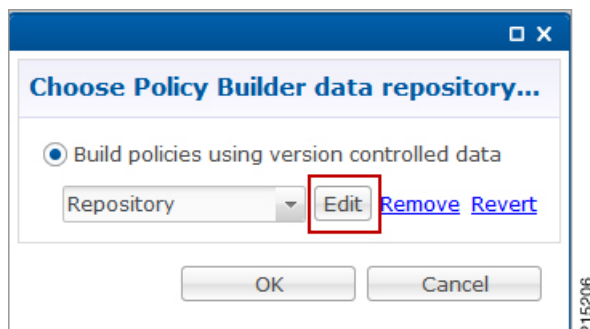 Choose Policy Builder data repository...
Build policies using version controlled data
Repository Edit Remove Revert
OK Cancel
215206